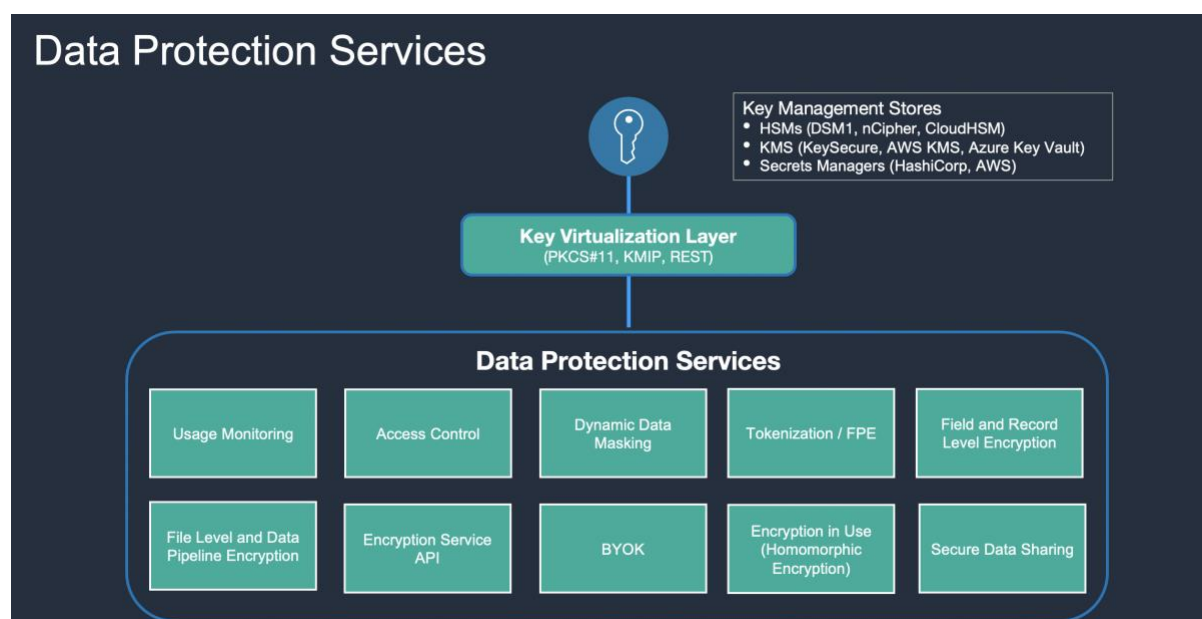 Data Protection Services
Key Management Stores
• HSMs (DSM1, nCipher, CloudHSM)
• KMS (KeySecure, AWS KMS, Azure Key Vault)
• Secrets Managers (HashiCorp, AWS)
Key Virtualization Layer
(PKCS#11, KMIP, REST)
Data Protection Services
Usage Monitoring
Access Control
Dynamic Data
Masking
Tokenization / FPE
Field and Record
Level Encryption
File Level and Data
Pipeline Encryption
Encryption Service
API
BYOK
Encryption in Use
(Homomorphic
Encryption)
Secure Data Sharing